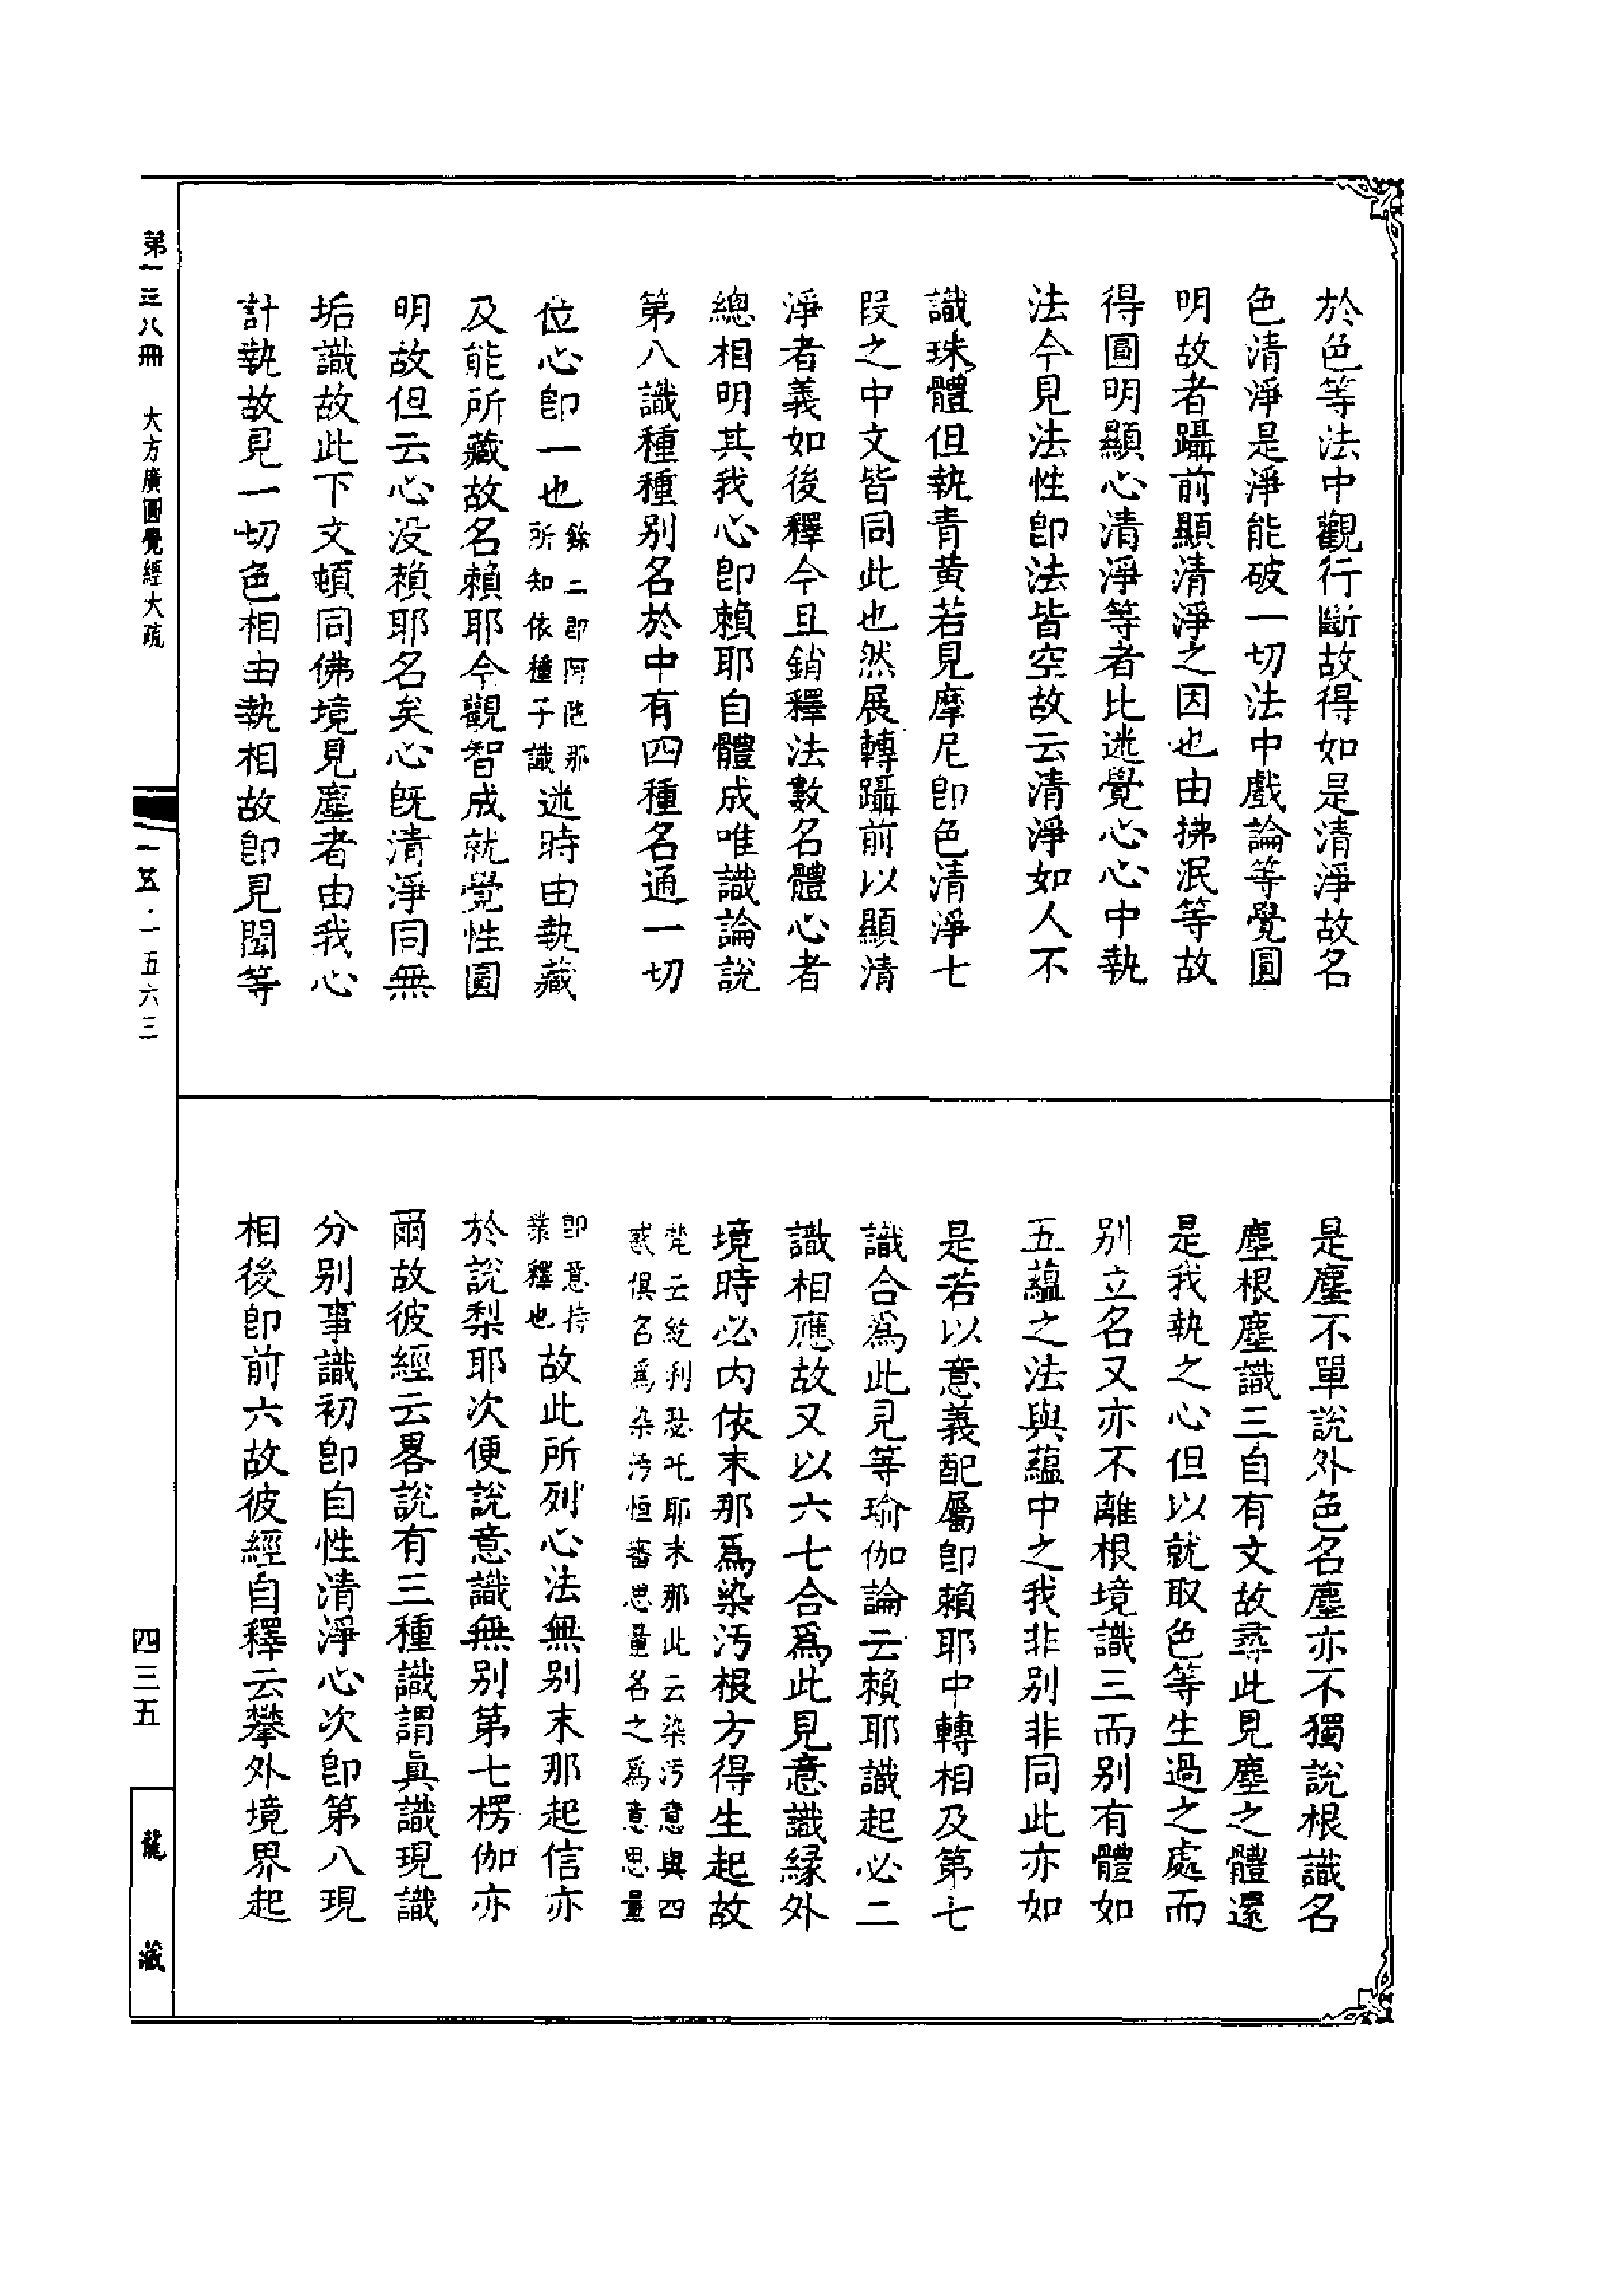 於色等法中觀行斷故得如是清淨故名
色清淨是淨能破一切法中戲論等覺圓
明故者躡前顯清淨之因也由拂泯等故
得圓明顯心清淨等者比迷覺心心中執
法今見法性卽法皆空故云清淨如人不
識珠體但執青黃若見摩尼卽色清淨七
段之中文皆同此也然展轉躡前以顯清
淨者義如後釋今且銷釋法數名體心者
總相明其我心卽賴耶自體成唯識論說
第八識種種別名於中有四種名通一切
位心卽一也餘二卽阿陁那所知依種子識迷時由執藏
及能所藏故名賴耶今觀智成就覺性圓
明故但云心没賴耶名矣心旣清淨同無
垢識故此下文頓同佛境見塵者由我心
計執故見一切色相由執相故卽見聞等
是塵不單說外色名塵亦不獨說根識名
塵根塵識三自有文故尋此見塵之體還
是我執之心但以就取色等生過之處而
別立名又亦不離根境識三而別有體如
五蘊之法與蘊中之我非別非同此亦如
是若以意義配屬卽賴耶中轉相及第七
識合爲此見等瑜伽論云賴耶識起必二
識相應故又以六七合爲此見意識緣外
境時必内依末那爲染汚根方得生起故
梵云訖利瑟吒耶末那此云染汚意與四
惑俱名爲染汚恒審思量名之爲意思量
卽意持業釋也故此所列心法無別末那起信亦
於說梨耶次便說意識無別第七楞伽亦
爾故彼經云畧說有三種識謂眞識現識
分別事識初卽自性清淨心次卽第八現
相後卽前六故彼經自釋云攀外境界起
第一三八冊　大方廣圓覺經大疏
一五·一五六三
四三五
龍藏